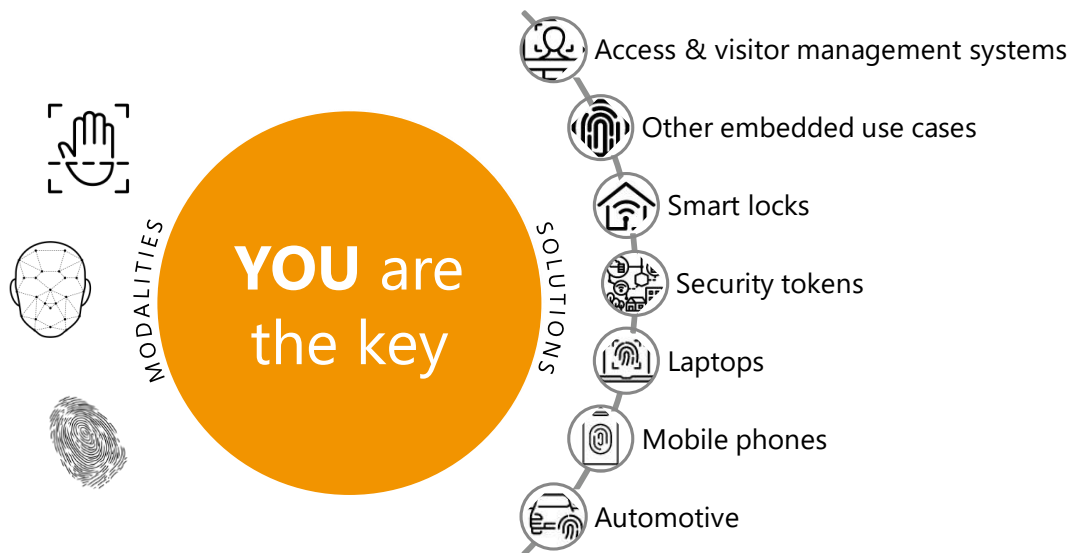 MODALITIES
YOU are
the key
SOLUTIONS
Access & visitor management systems
Other embedded use cases
Smart locks
Security tokens
Laptops
Mobile phones
Automotive